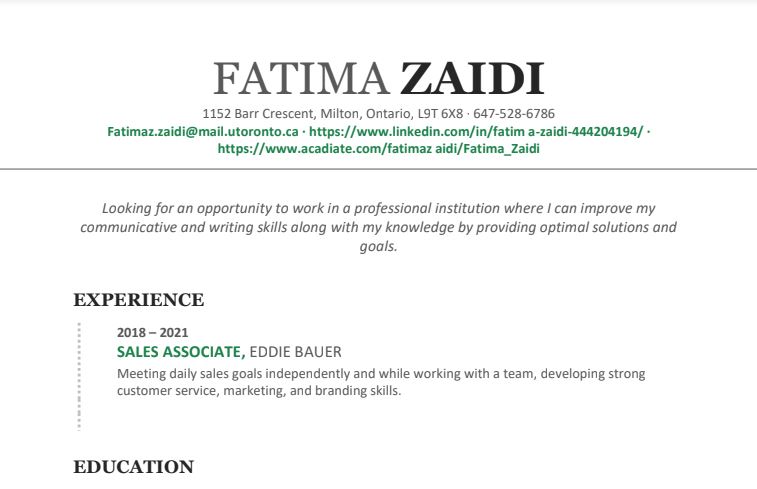 FATIMA ZAIDI
1152 Barr Crescent, Milton, Ontario, L9T 6X8 · 647-528-6786
Fatimaz.zaidi@mail.utoronto.ca · https://www.linkedin.com/in/fatim a-zaidi-444204194/ ·
https://www.acadiate.com/fatimaz aidi/Fatima_Zaidi
Looking for an opportunity to work in a professional institution where I can improve my
communicative and writing skills along with my knowledge by providing optimal solutions and
goals.
EXPERIENCE
2018 – 2021
SALES ASSOCIATE, EDDIE BAUER
Meeting daily sales goals independently and while working with a team, developing strong
customer service, marketing, and branding skills.
EDUCATION